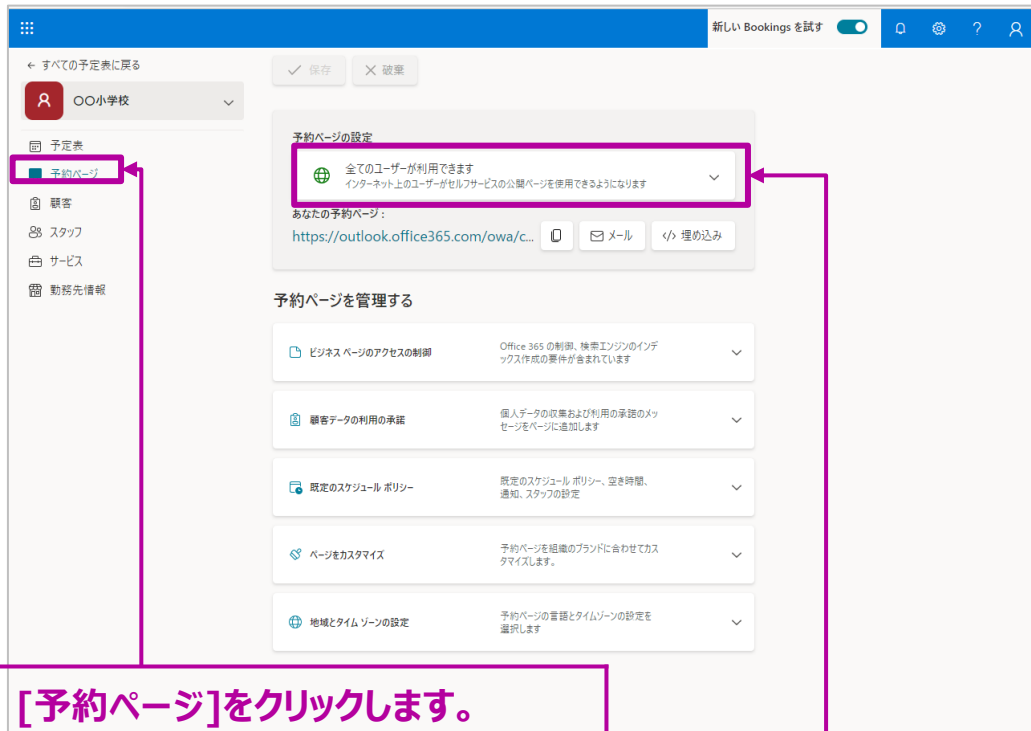 新しい Bookings を試す
?
← すべての予定表に戻る
保存
破棄
〇〇小学校
予定表
予約ページ
顧客
スタッフ
サービス
勤務先情報
予約ページの設定
全てのユーザーが利用できます
インターネット上のユーザーがセルフサービスの公開ページを使用できるようになります
あなたの予約ページ :
https://outlook.office365.com/owa/c...
メール
</> 埋め込み
予約ページを管理する
ビジネス ページのアクセスの制御
Office 365 の制御、検索エンジンのインデ
ックス作成の要件が含まれています
顧客データの利用の承諾
個人データの収集および利用の承諾のメッ
セージをページに追加します
既定のスケジュール ポリシー
既定のスケジュール ポリシー、空き時間、
通知、スタッフの設定
ページをカスタマイズ
予約ページを組織のブランドに合わせてカス
タマイズします。
地域とタイム ゾーンの設定
予約ページの言語とタイムゾーンの設定を
選択します
[予約ページ]をクリックします。